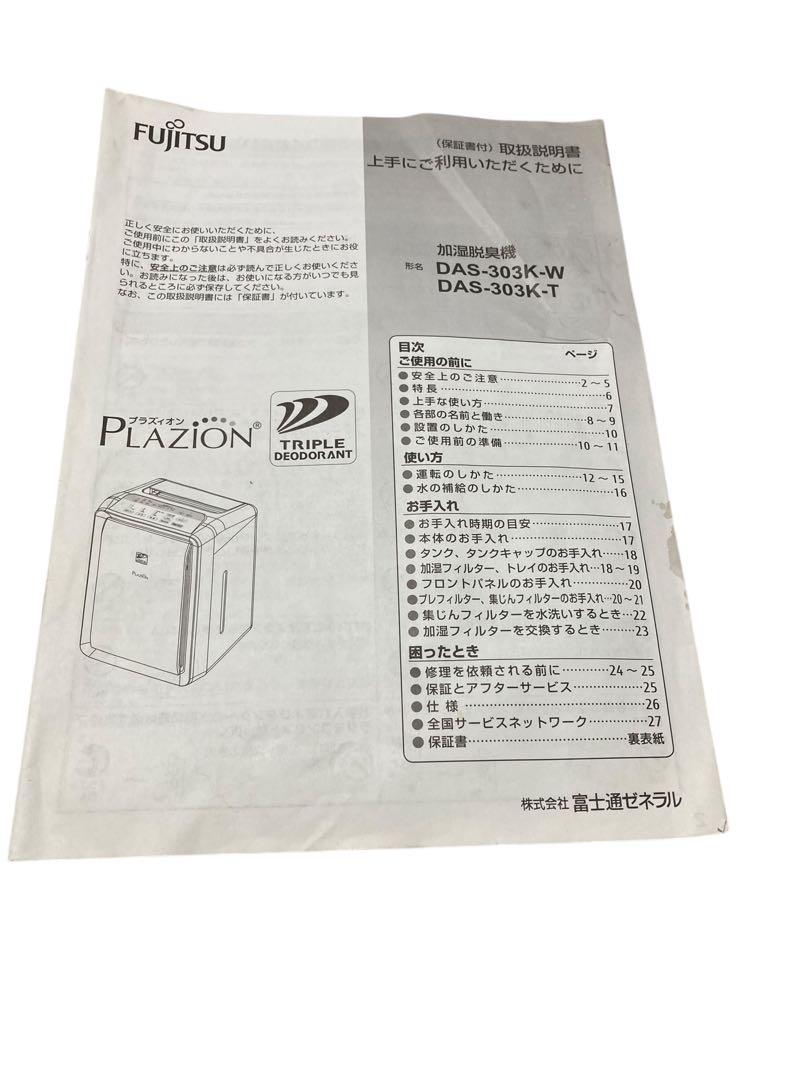 FUJITSU
(保証書付) 取扱説明書
上手にご利用いただくために
正しく安全にお使いいただくために、
ご使用前にこの「取扱説明書」をよくお読みください。
ご使用中にわからないことや不具合が生じたときにお役
に立ちます。
特に、安全上のご注意は必ず読んで正しくお使いくださ
い。お読みになった後は、お使いになる方がいつでも見
られるところに必ず保存してください。
なお、この取扱説明書には「保証書」が付いています。
加湿脱臭機
形名 DAS-303K-W
DAS-303K-T
プラズィオン
PLAZION®
TRIPLE
DEODORANT
PLAZION
目次 ページ
ご使用の前に
●安全上のご注意……………2～5
●特長……………………………6
●上手な使い方…………………7
●各部の名前と働き…………8～9
●設置のしかた…………………10
●ご使用前の準備…………10～11
使い方
●運転のしかた……………12～15
●水の補給のしかた……………16
お手入れ
●お手入れ時期の目安…………17
●本体のお手入れ………………17
●タンク、タンクキャップのお手入れ……18
●加湿フィルター、トレイのお手入れ…18～19
●フロントパネルのお手入れ…………20
●プレフィルター、集じんフィルターのお手入れ…20～21
●集じんフィルターを水洗いするとき…22
●加湿フィルターを交換するとき………23
困ったとき
●修理を依頼される前に…………24～25
●保証とアフターサービス…………25
●仕様……………………………26
●全国サービスネットワーク……………27
●保証書……………………………裏表紙
株式会社 富士通ゼネラル